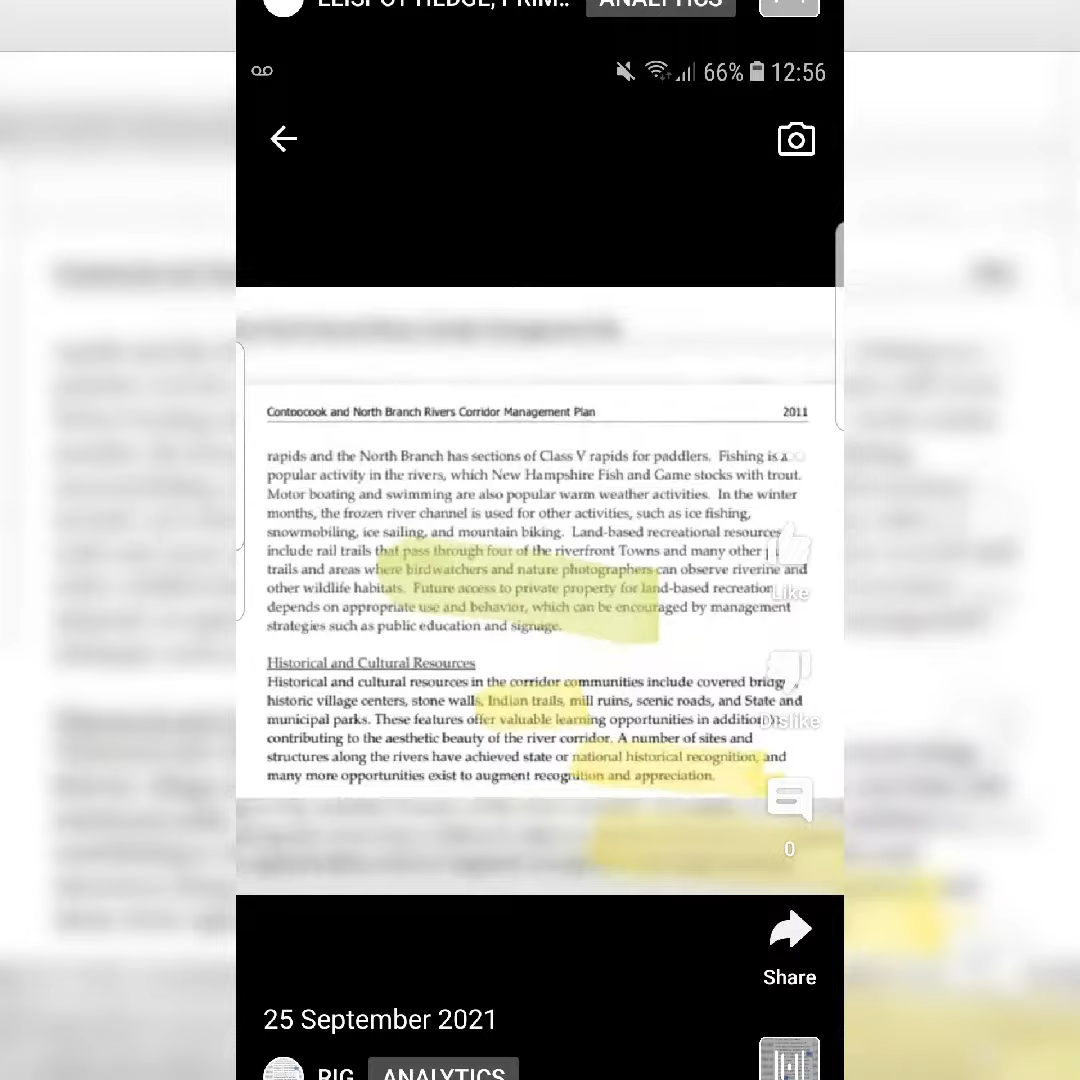 ANALYTICS
66% 12:56
Contoocook and North Branch Rivers Corridor Management Plan 2011
rapids and the North Branch has sections of Class V rapids for paddlers. Fishing is a
popular activity in the rivers, which New Hampshire Fish and Game stocks with trout.
Motor boating and swimming are also popular warm weather activities. In the winter
months, the frozen river channel is used for other activities, such as ice fishing,
snowmobiling, ice sailing, and mountain biking. Land-based recreational resources
include rail trails that pass through four of the riverfront Towns and many other
trails and areas where birdwatchers and nature photographers can observe riverine and
other wildlife habitats. Future access to private property for land-based recreation
Like
depends on appropriate use and behavior, which can be encouraged by management
strategies such as public education and signage.
Historical and Cultural Resources
Historical and cultural resources in the corridor communities include covered
historic village centers, stone walls, Indian trails, mill ruins, scenic roads, and State and
municipal parks. These features offer valuable learning opportunities in addition
Dislike
contributing to the aesthetic beauty of the river corridor. A number of sites and
structures along the rivers have achieved state or national historical recognition, and
many more opportunities exist to augment recognition and appreciation.
0
Share
25 September 2021
RIG ANALYTICS